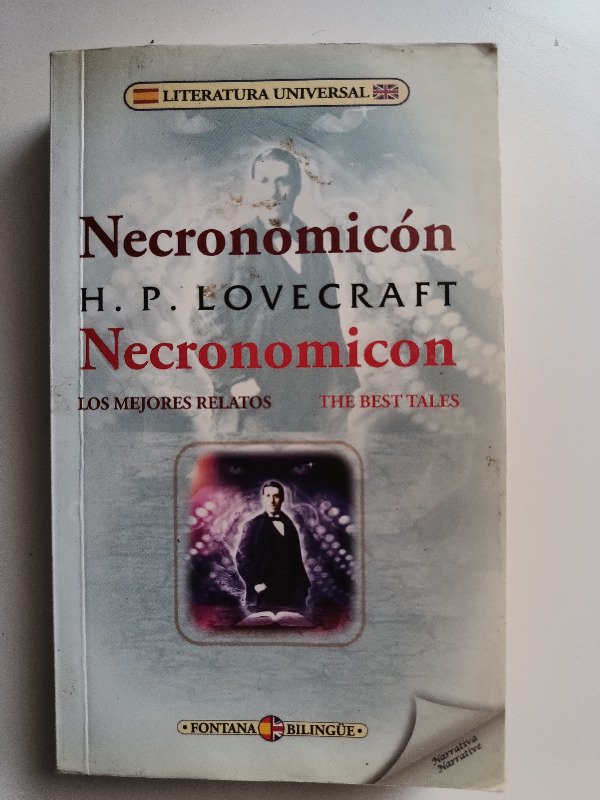 LITERATURA UNIVERSAL
Necronomicón
H. P. LOVECRAFT
Necronomicon
LOS MEJORES RELATOS THE BEST TALES
• FONTANA BILINGÜE •
Narrativa
Narrative